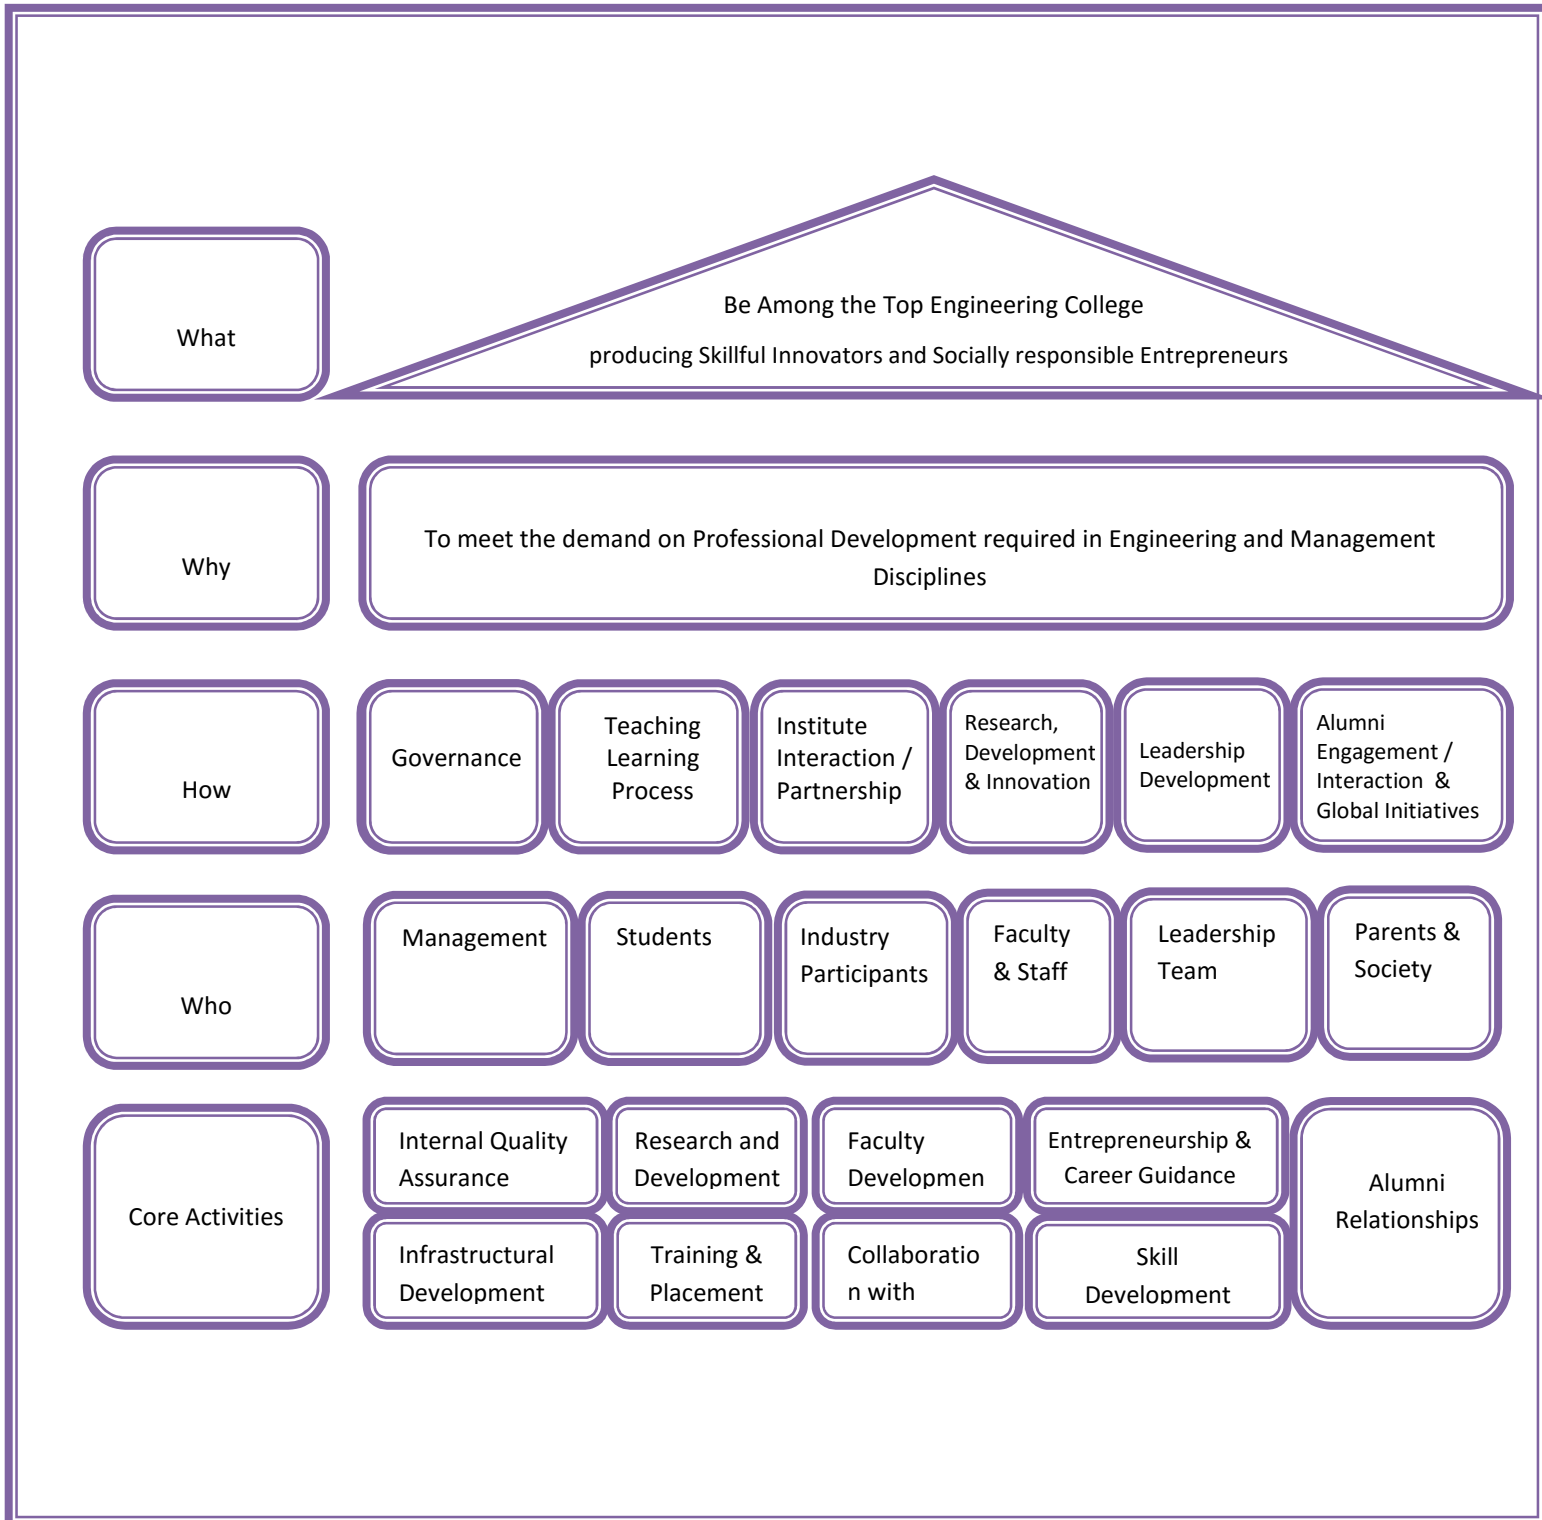 What
Be Among the Top Engineering College
producing Skillful Innovators and Socially responsible Entrepreneurs
Why
To meet the demand on Professional Development required in Engineering and Management
Disciplines
How
Governance
Teaching
Learning
Process
Institute
Interaction /
Partnership
Research,
Development
& Innovation
Leadership
Development
Alumni
Engagement /
Interaction &
Global Initiatives
Who
Management
Students
Industry
Participants
Faculty
& Staff
Leadership
Team
Parents &
Society
Core Activities
Internal Quality
Assurance
Research and
Development
Faculty
Developmen
Entrepreneurship &
Career Guidance
Alumni
Relationships
Infrastructural
Development
Training &
Placement
Collaboratio
n with
Skill
Development